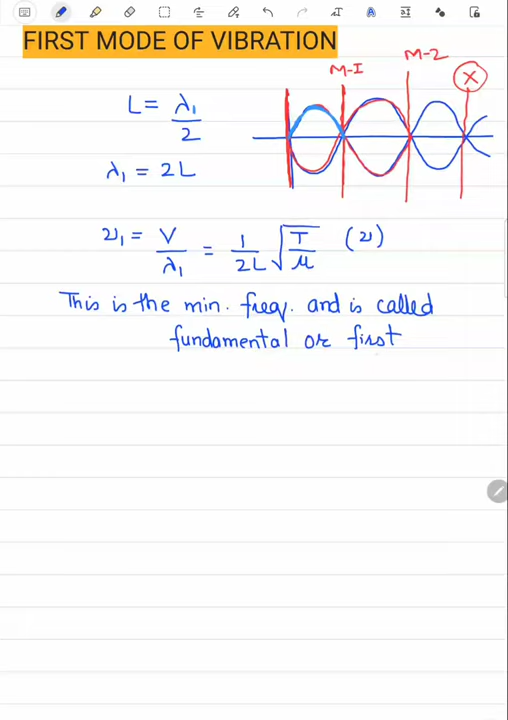 FIRST MODE OF VIBRATION
M-I M-2 X
L = λ₁/2
λ₁ = 2L
ν₁ = V/λ₁ = 1/2L √T/μ (ν)
This is the min. freq. and is called
fundamental or first